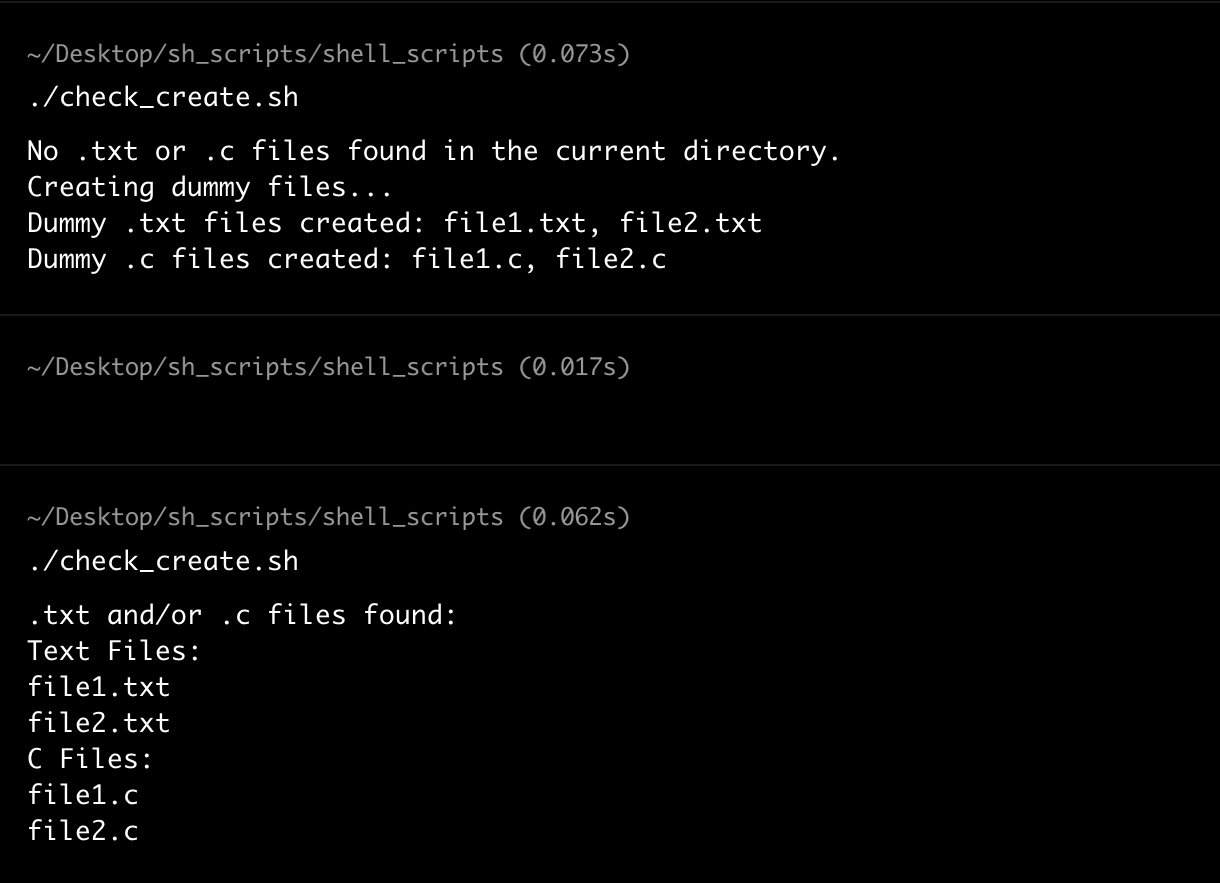 ~/Desktop/sh_scripts/shell_scripts (0.073s)
./check_create.sh
No .txt or .c files found in the current directory.
Creating dummy files...
Dummy .txt files created: file1.txt, file2.txt
Dummy .c files created: file1.c, file2.c
~/Desktop/sh_scripts/shell_scripts (0.017s)
~/Desktop/sh_scripts/shell_scripts (0.062s)
./check_create.sh
.txt and/or .c files found:
Text Files:
file1.txt
file2.txt
C Files:
file1.c
file2.c